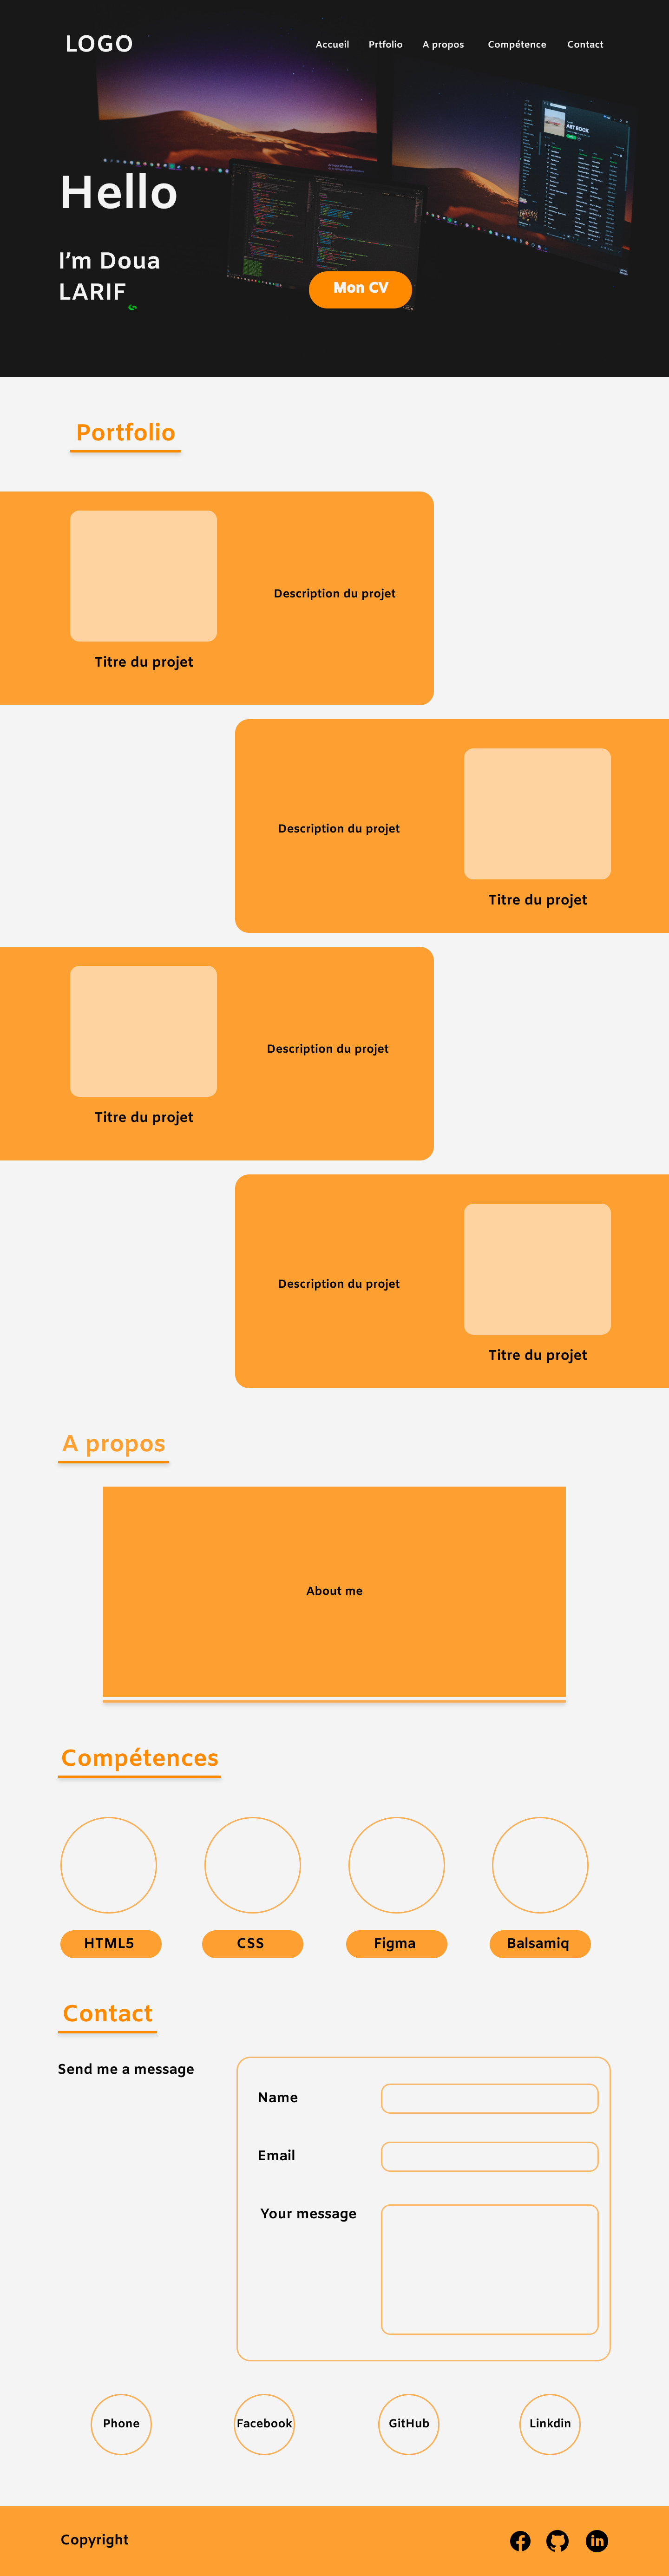 LOGO
Accueil Prtfolio A propos Compétence Contact
ART ROCK
Hello
I'm Doua
LARIF
Mon CV
Portfolio
Description du projet
Titre du projet
Description du projet
Titre du projet
Description du projet
Titre du projet
Description du projet
Titre du projet
A propos
About me
Compétences
HTML5 CSS Figma Balsamiq
Contact
Send me a message
Name
Email
Your message
Phone Facebook GitHub Linkdin
Copyright
in